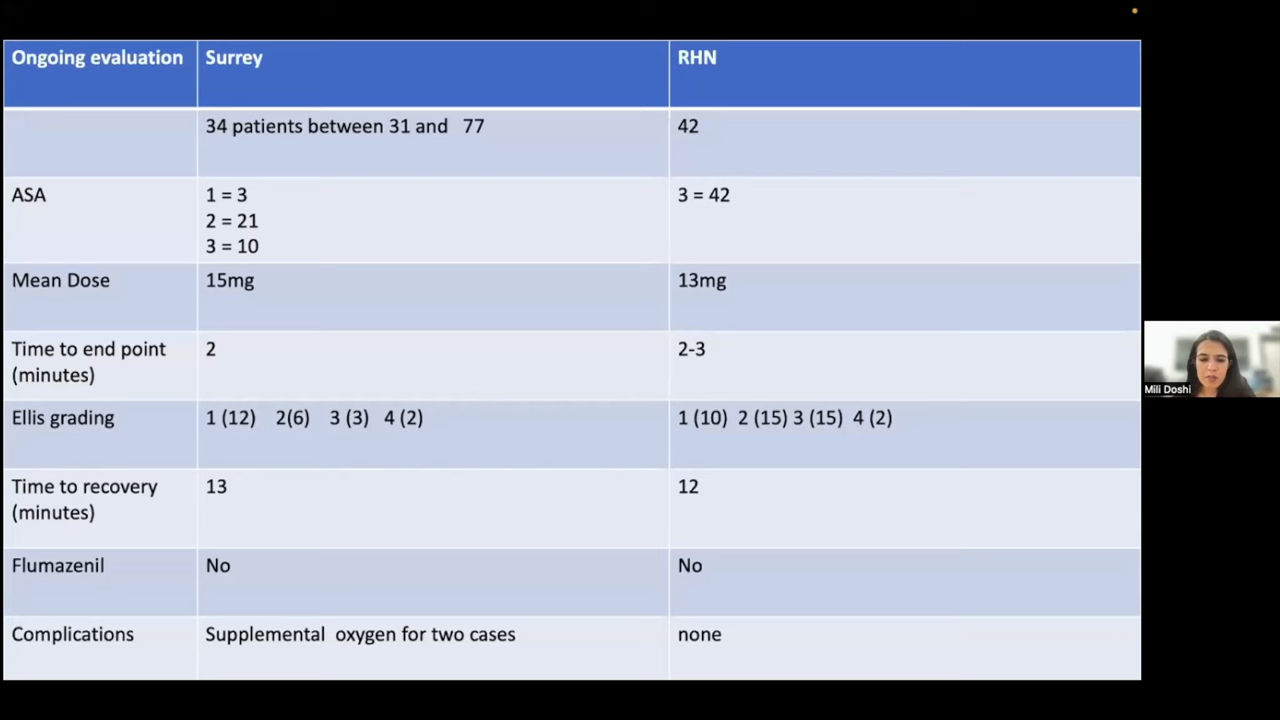 Ongoing evaluation Surrey RHN
34 patients between 31 and 77 42
ASA 1 = 3 3 = 42
2 = 21
3 = 10
Mean Dose 15mg 13mg
Time to end point 2 2-3
(minutes)
Ellis grading 1 (12) 2(6) 3 (3) 4 (2) 1 (10) 2 (15) 3 (15) 4 (2)
Time to recovery 13 12
(minutes)
Flumazenil No No
Complications Supplemental oxygen for two cases none
Mili Doshi